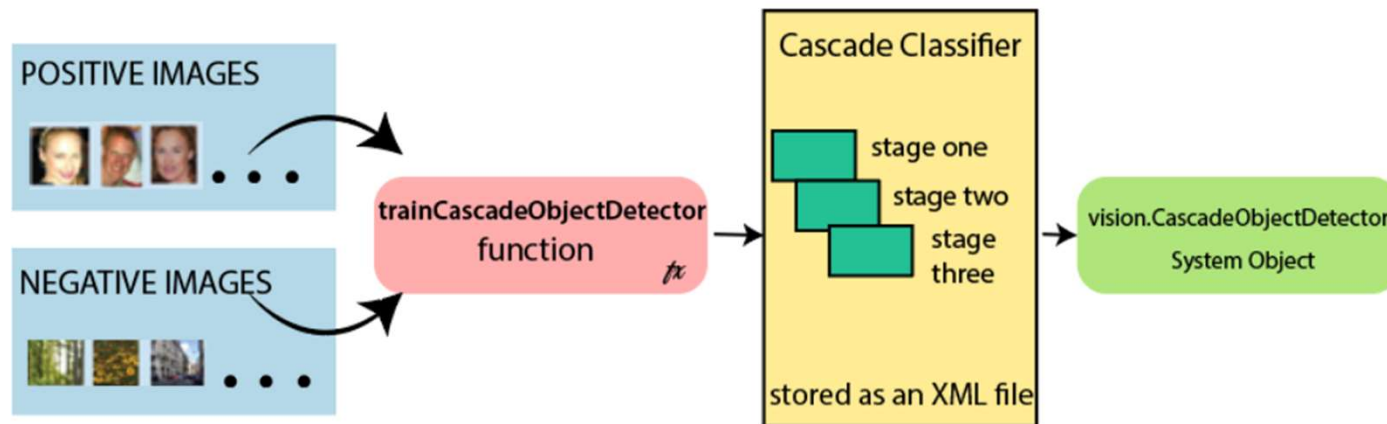 POSITIVE IMAGES
NEGATIVE IMAGES
trainCascadeObjectDetector
function
fx
Cascade Classifier
stage one
stage two
stage
three
stored as an XML file
vision.CascadeObjectDetector
System Object